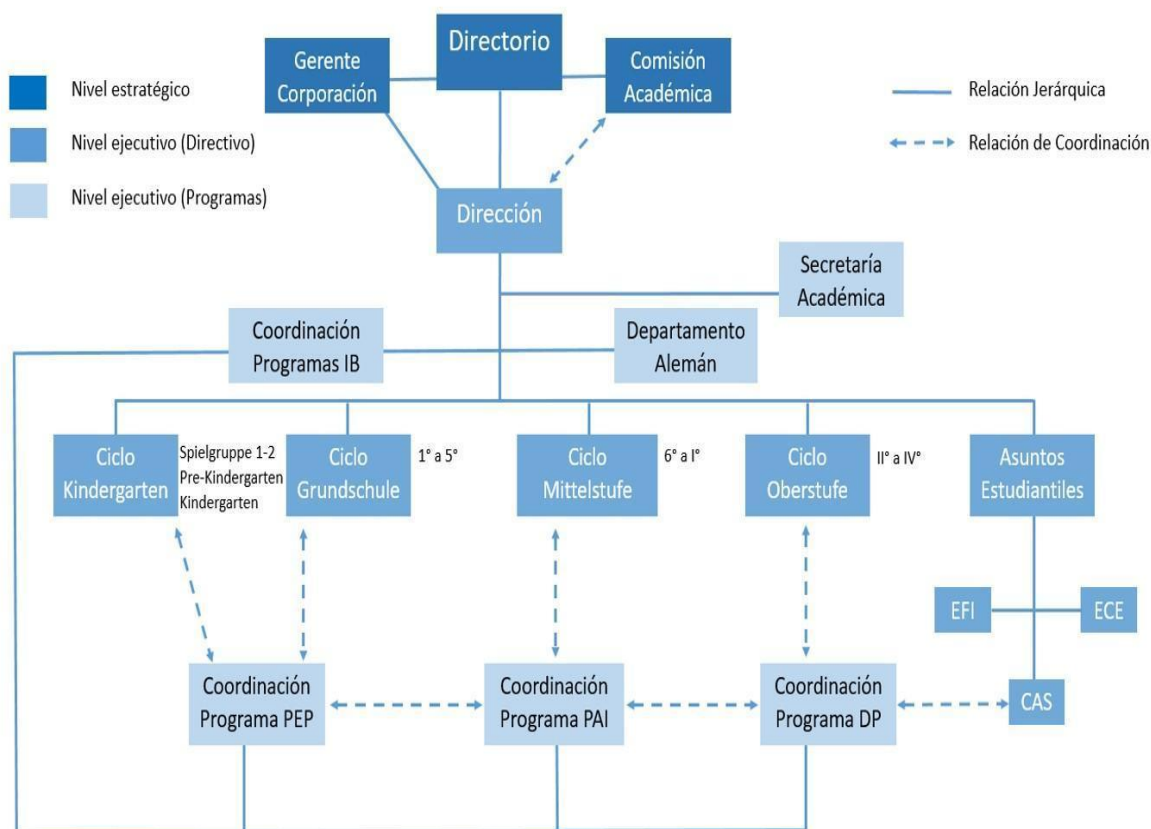 Directorio
Gerente
Corporación
Comisión
Académica
Nivel estratégico
Nivel ejecutivo (Directivo)
Nivel ejecutivo (Programas)
Relación Jerárquica
Relación de Coordinación
Dirección
Secretaría
Académica
Coordinación
Programas IB
Departamento
Alemán
Ciclo
Kindergarten
Spielgruppe 1-2
Pre-Kindergarten
Kindergarten
Ciclo
Grundschule
1° a 5°
Ciclo
Mittelstufe
6° a I°
Ciclo
Oberstufe
II° a IV°
Asuntos
Estudiantiles
EFI
ECE
CAS
Coordinación
Programa PEP
Coordinación
Programa PAI
Coordinación
Programa DP